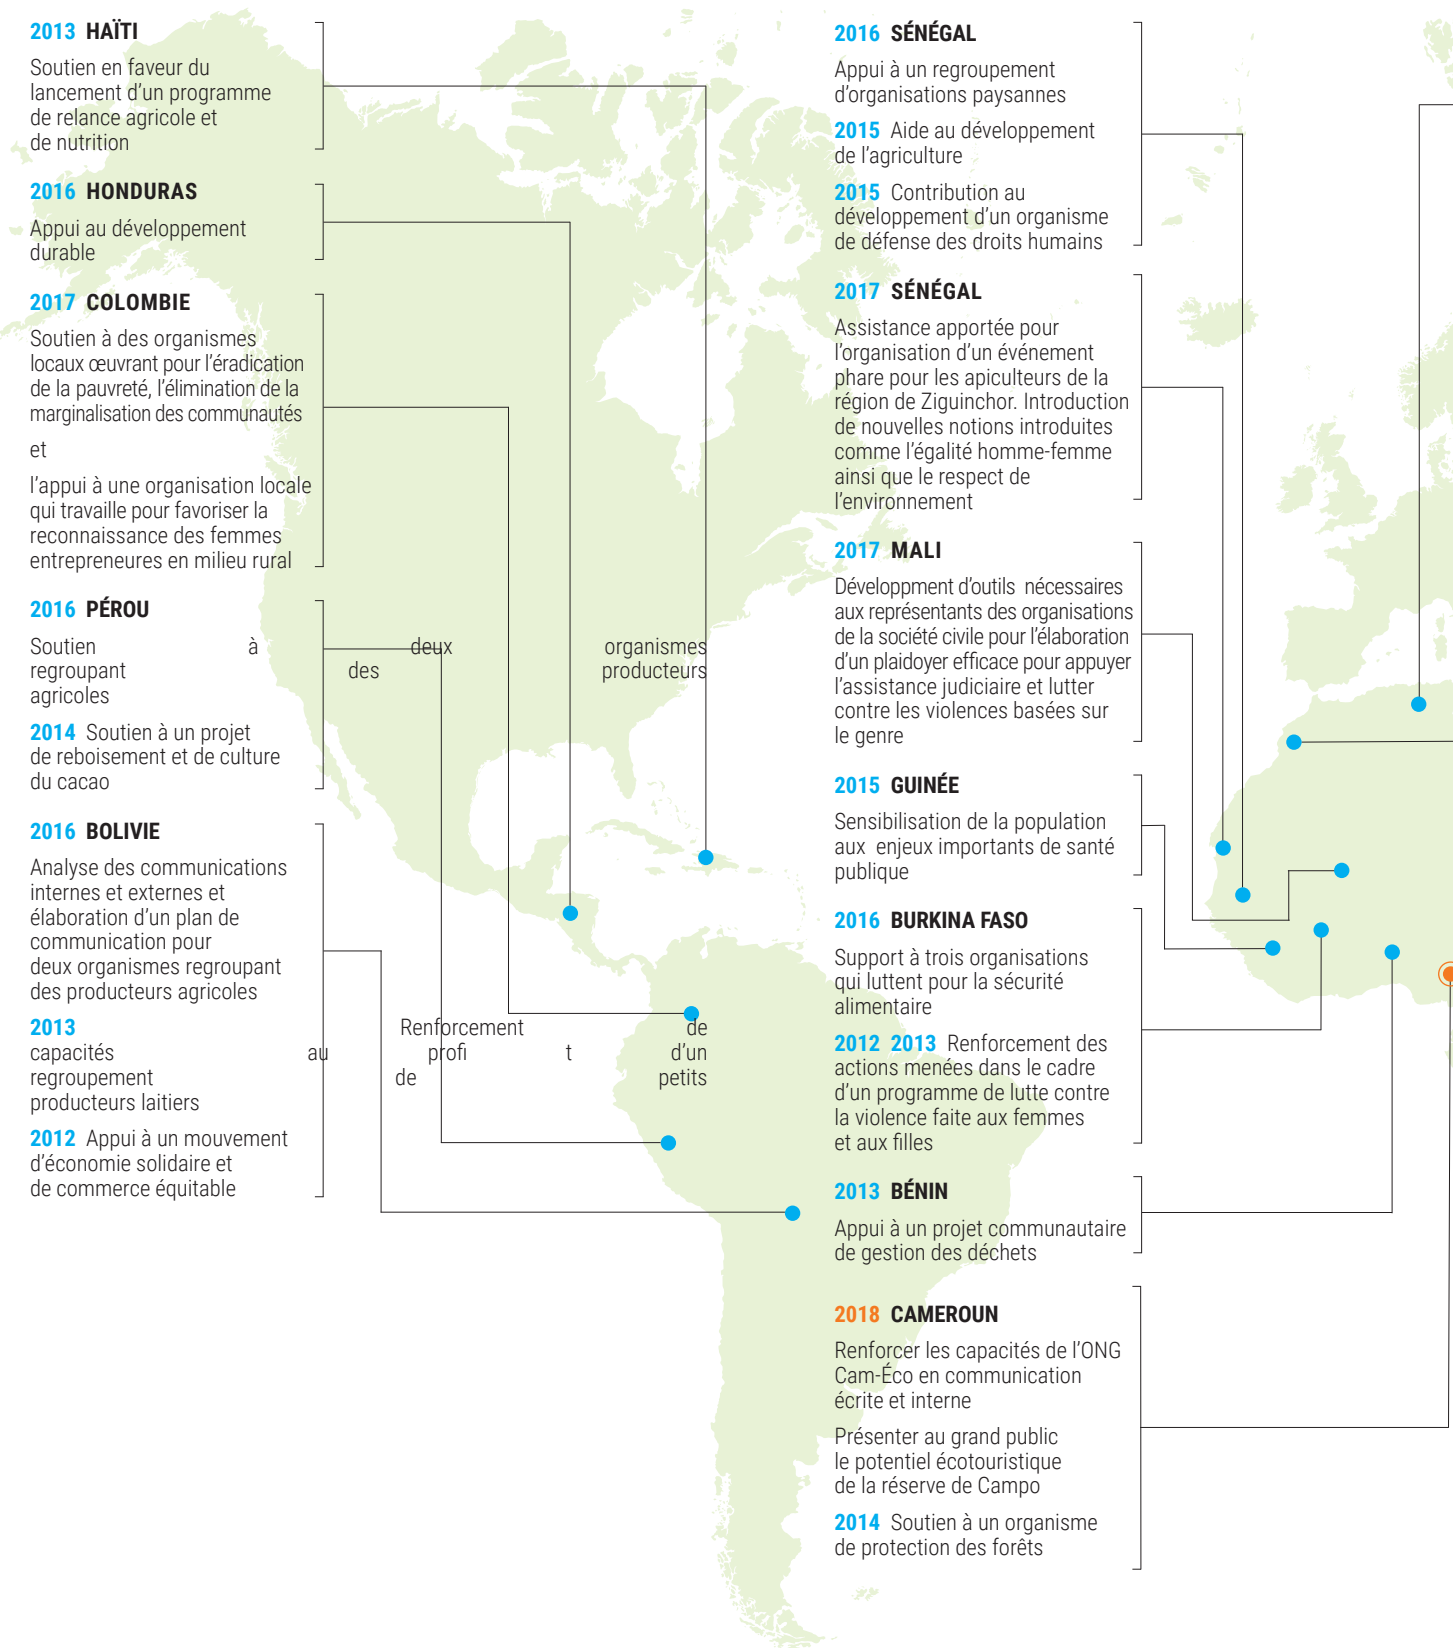 2013 HAÏTI
Soutien en faveur du
lancement d'un programme
de relance agricole et
de nutrition
2016 HONDURAS
Appui au développement
durable
2017 COLOMBIE
Soutien à des organismes
locaux œuvrant pour l'éradication
de la pauvreté, l'élimination de la
marginalisation des communautés
et
l'appui à une organisation locale
qui travaille pour favoriser la
reconnaissance des femmes
entrepreneures en milieu rural
2016 PÉROU
Soutien à deux organismes
regroupant des producteurs
agricoles
2014 Soutien à un projet
de reboisement et de culture
du cacao
2016 BOLIVIE
Analyse des communications
internes et externes et
élaboration d'un plan de
communication pour
deux organismes regroupant
des producteurs agricoles
2013 Renforcement de
capacités au profi t d'un
regroupement de petits
producteurs laitiers
2012 Appui à un mouvement
d'économie solidaire et
de commerce équitable
2016 SÉNÉGAL
Appui à un regroupement
d'organisations paysannes
2015 Aide au développement
de l'agriculture
2015 Contribution au
développement d'un organisme
de défense des droits humains
2017 SÉNÉGAL
Assistance apportée pour
l'organisation d'un événement
phare pour les apiculteurs de la
région de Ziguinchor. Introduction
de nouvelles notions introduites
comme l'égalité homme-femme
ainsi que le respect de
l'environnement
2017 MALI
Développment d'outils nécessaires
aux représentants des organisations
de la société civile pour l'élaboration
d'un plaidoyer efficace pour appuyer
l'assistance judiciaire et lutter
contre les violences basées sur
le genre
2015 GUINÉE
Sensibilisation de la population
aux enjeux importants de santé
publique
2016 BURKINA FASO
Support à trois organisations
qui luttent pour la sécurité
alimentaire
2012 2013 Renforcement des
actions menées dans le cadre
d'un programme de lutte contre
la violence faite aux femmes
et aux filles
2013 BÉNIN
Appui à un projet communautaire
de gestion des déchets
2018 CAMEROUN
Renforcer les capacités de l'ONG
Cam-Éco en communication
écrite et interne
Présenter au grand public
le potentiel écotouristique
de la réserve de Campo
2014 Soutien à un organisme
de protection des forêts